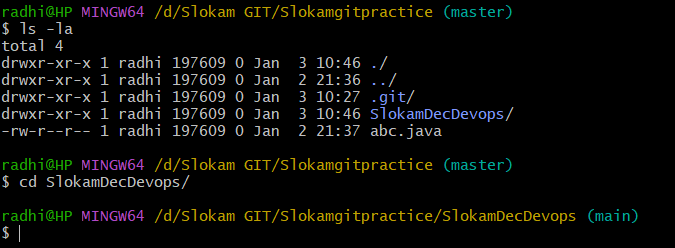 radhi@HP MINGW64 /d/Slokam GIT/Slokamgitpractice (master)
$ ls -la
total 4
drwxr-xr-x 1 radhi 197609 0 Jan  3 10:46 ./
drwxr-xr-x 1 radhi 197609 0 Jan  2 21:36 ../
drwxr-xr-x 1 radhi 197609 0 Jan  3 10:27 .git/
drwxr-xr-x 1 radhi 197609 0 Jan  3 10:46 SlokamDecDevops/
-rw-r--r-- 1 radhi 197609 0 Jan  2 21:37 abc.java
radhi@HP MINGW64 /d/Slokam GIT/Slokamgitpractice (master)
$ cd SlokamDecDevops/
radhi@HP MINGW64 /d/Slokam GIT/Slokamgitpractice/SlokamDecDevops (main)
$